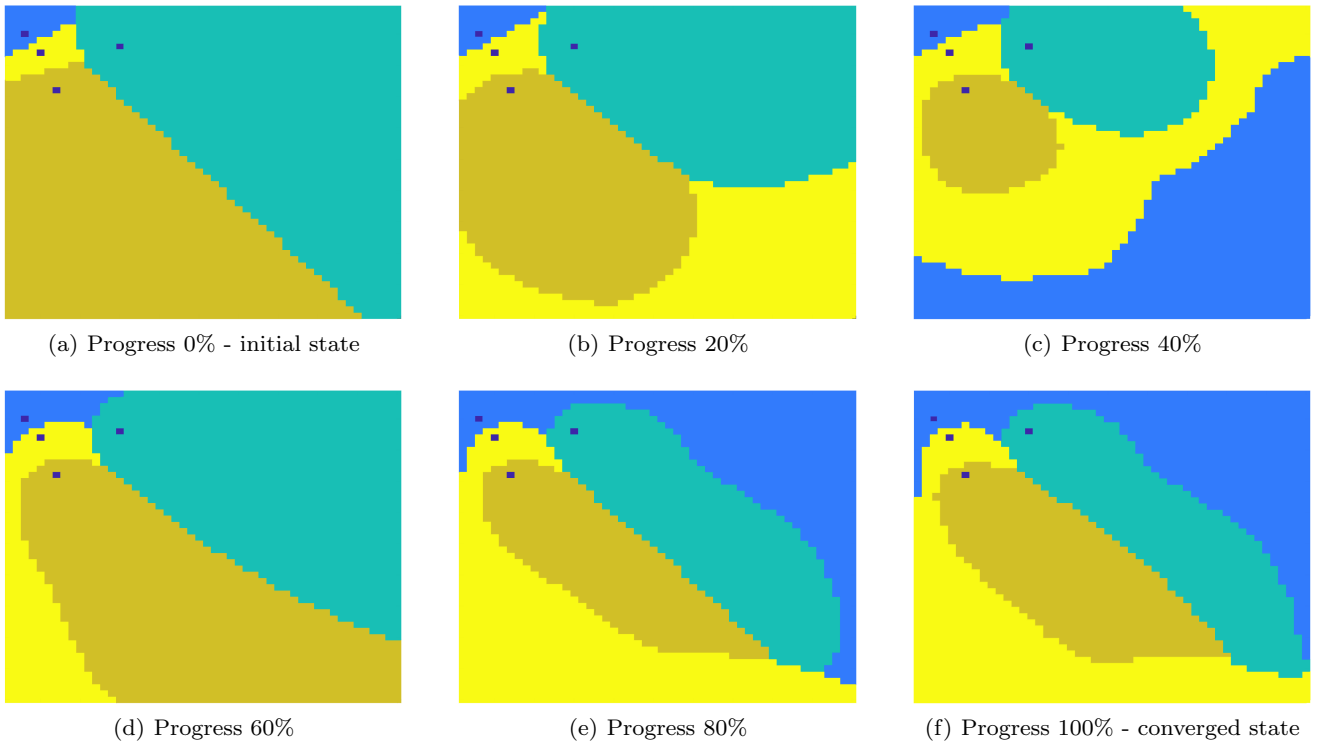 (a) Progress 0% - initial state
(b) Progress 20%
(c) Progress 40%
(d) Progress 60%
(e) Progress 80%
(f) Progress 100% - converged state